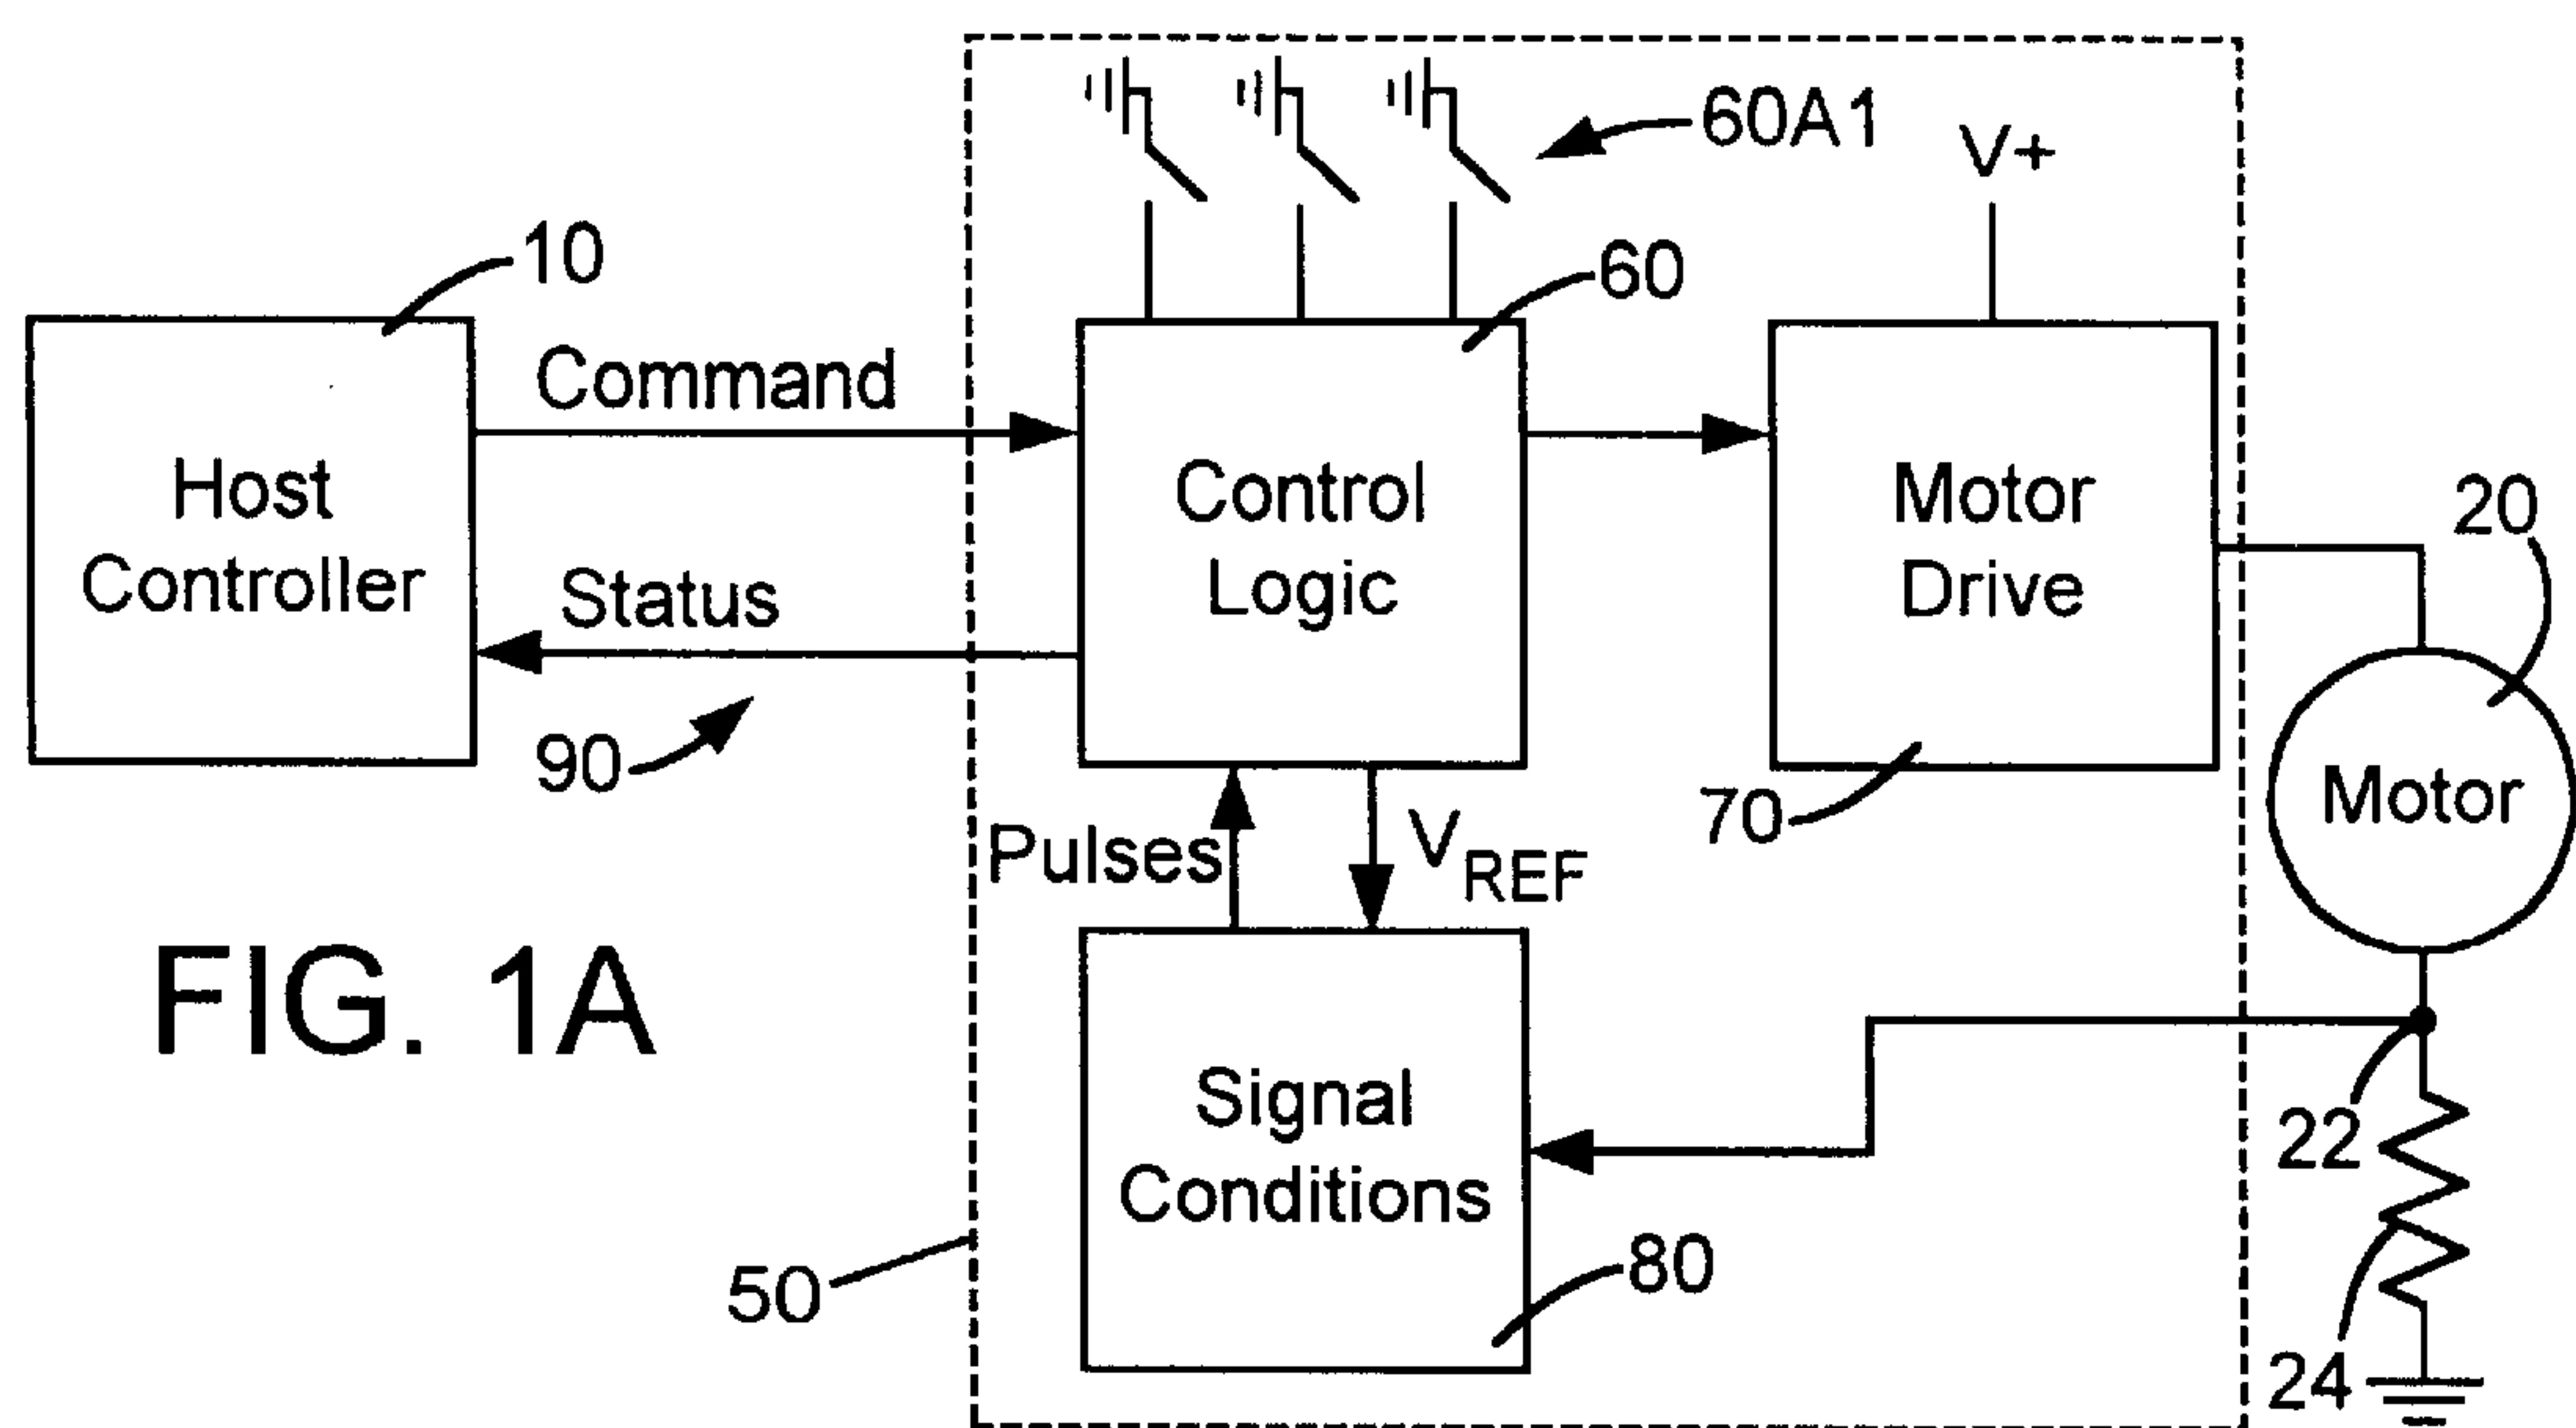 60A1
V+
10
60
Command
Host
Controller
Control
Logic
Motor
Drive
20
Status
90
Pulses
VREF
70
Motor
FIG. 1A
Signal
Conditions
22
50
80
24